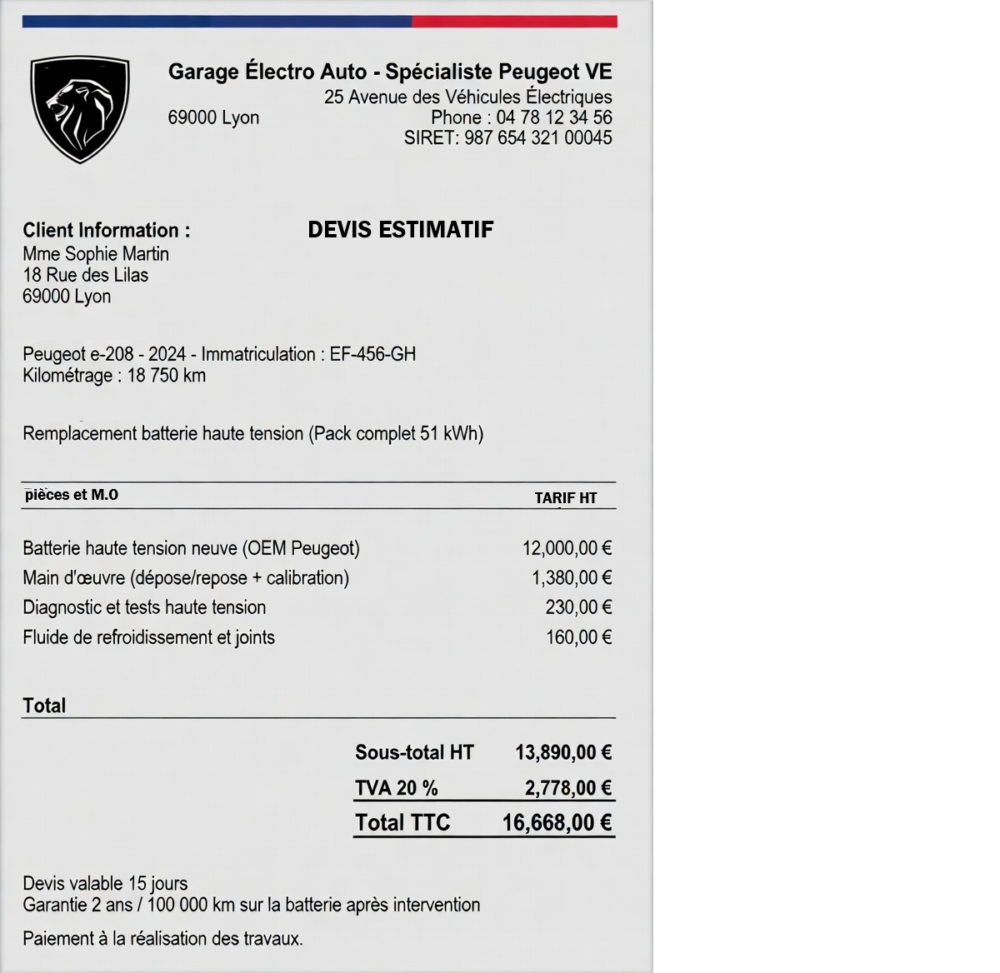 Garage Électro Auto - Spécialiste Peugeot VE
25 Avenue des Véhicules Électriques
69000 Lyon Phone : 04 78 12 34 56
SIRET: 987 654 321 00045
Client Information : DEVIS ESTIMATIF
Mme Sophie Martin
18 Rue des Lilas
69000 Lyon
Peugeot e-208 - 2024 - Immatriculation : EF-456-GH
Kilométrage : 18 750 km
Remplacement batterie haute tension (Pack complet 51 kWh)
pièces et M.O TARIF HT
Batterie haute tension neuve (OEM Peugeot) 12,000,00 €
Main d'œuvre (dépose/repose + calibration) 1,380,00 €
Diagnostic et tests haute tension 230,00 €
Fluide de refroidissement et joints 160,00 €
Total
Sous-total HT 13,890,00 €
TVA 20 % 2,778,00 €
Total TTC 16,668,00 €
Devis valable 15 jours
Garantie 2 ans / 100 000 km sur la batterie après intervention
Paiement à la réalisation des travaux.